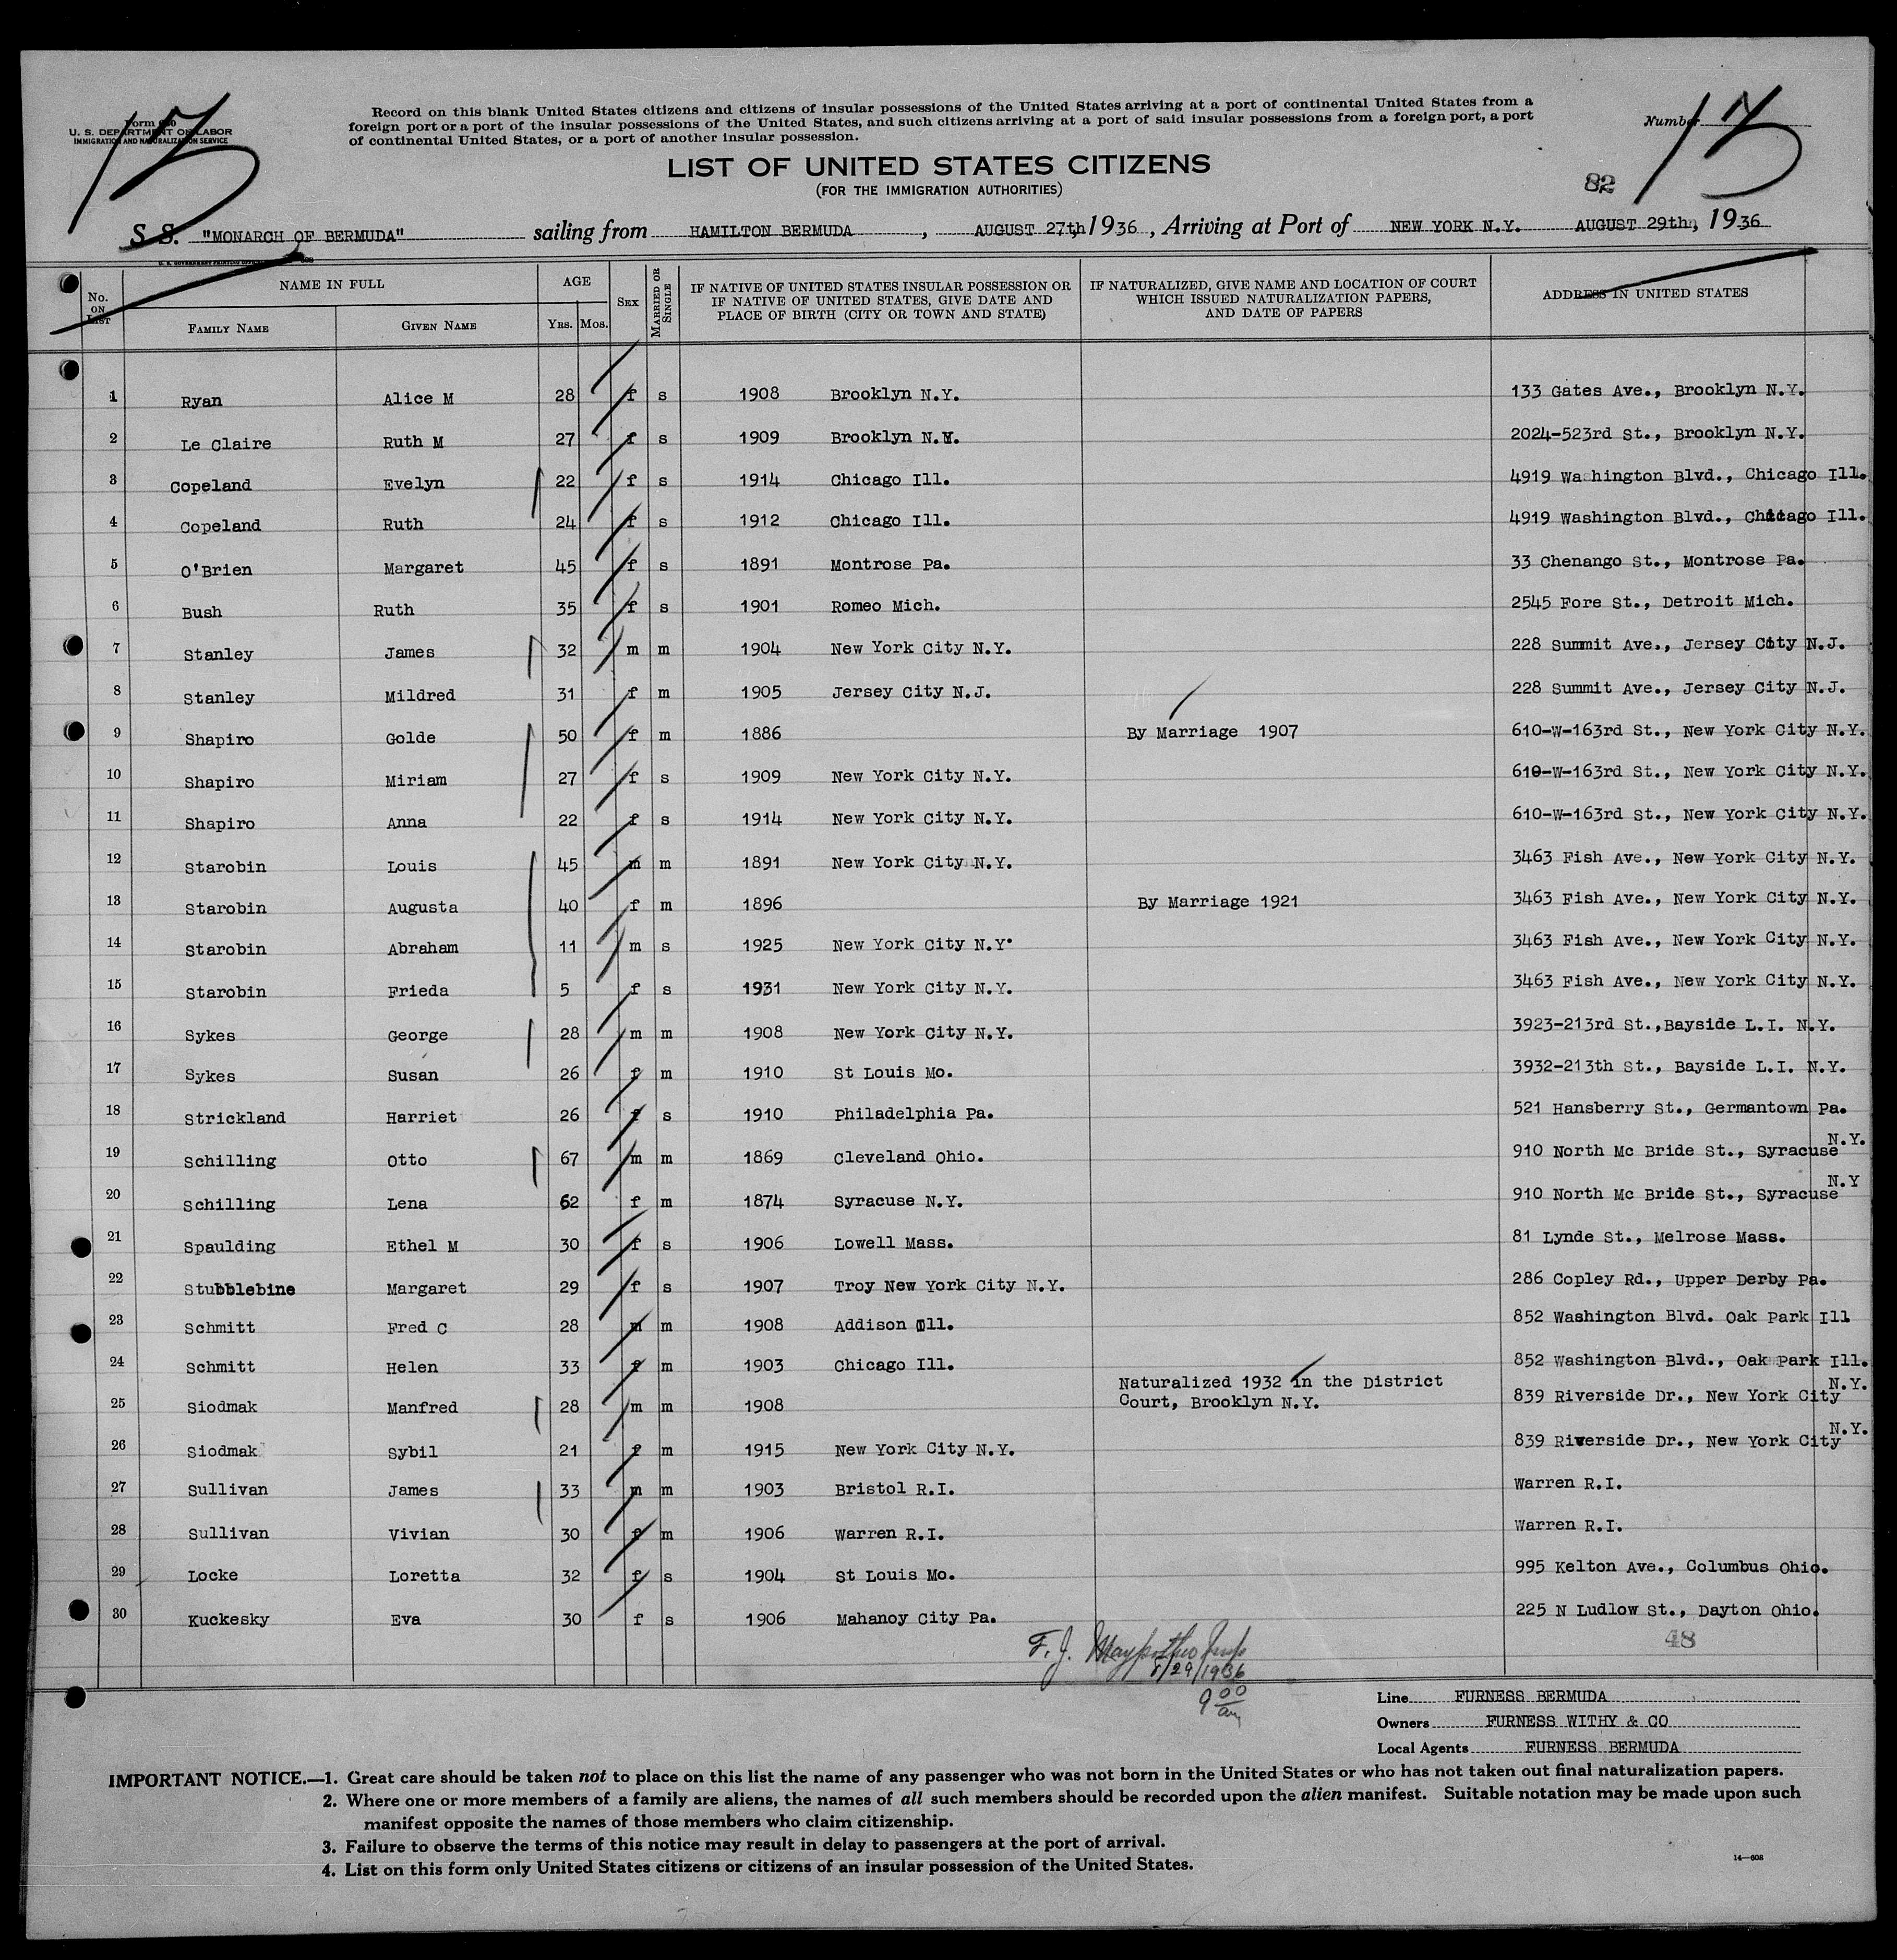 Form 630
U. S. DEPARTMENT OF LABOR
IMMIGRATION AND NATURALIZATION SERVICE
Record on this blank United States citizens and citizens of insular possessions of the United States arriving at a port of continental United States from a
foreign port or a port of the insular possessions of the United States, and such citizens arriving at a port of said insular possessions from a foreign port, a port
of continental United States, or a port of another insular possession.
Number
13
13
LIST OF UNITED STATES CITIZENS
(FOR THE IMMIGRATION AUTHORITIES)
82
S. S. "MONARCH OF BERMUDA" sailing from HAMILTON BERMUDA, AUGUST 27th 1936, Arriving at Port of NEW YORK N.Y. AUGUST 29th, 1936
No. ON LIST NAME IN FULL FAMILY NAME GIVEN NAME AGE YRS. MOS. SEX MARRIED OR SINGLE IF NATIVE OF UNITED STATES INSULAR POSSESSION OR IF NATIVE OF UNITED STATES, GIVE DATE AND PLACE OF BIRTH (CITY OR TOWN AND STATE) IF NATURALIZED, GIVE NAME AND LOCATION OF COURT WHICH ISSUED NATURALIZATION PAPERS, AND DATE OF PAPERS ADDRESS IN UNITED STATES
1 Ryan Alice M 28 f s 1908 Brooklyn N.Y. 133 Gates Ave., Brooklyn N.Y.
2 Le Claire Ruth M 27 f s 1909 Brooklyn N.Y. 2024-523rd St., Brooklyn N.Y.
3 Copeland Evelyn 22 f s 1914 Chicago Ill. 4919 Washington Blvd., Chicago Ill.
4 Copeland Ruth 24 f s 1912 Chicago Ill. 4919 Washington Blvd., Chicago Ill.
5 O'Brien Margaret 45 f s 1891 Montrose Pa. 33 Chenango St., Montrose Pa.
6 Bush Ruth 35 f s 1901 Romeo Mich. 2545 Fore St., Detroit Mich.
7 Stanley James 32 m m 1904 New York City N.Y. 228 Summit Ave., Jersey City N.J.
8 Stanley Mildred 31 f m 1905 Jersey City N.J. 228 Summit Ave., Jersey City N.J.
9 Shapiro Golde 50 f m 1886 By Marriage 1907 610-W-163rd St., New York City N.Y.
10 Shapiro Miriam 27 f s 1909 New York City N.Y. 610-W-163rd St., New York City N.Y.
11 Shapiro Anna 22 f s 1914 New York City N.Y. 610-W-163rd St., New York City N.Y.
12 Starobin Louis 45 m m 1891 New York City N.Y. 3463 Fish Ave., New York City N.Y.
13 Starobin Augusta 40 f m 1896 By Marriage 1921 3463 Fish Ave., New York City N.Y.
14 Starobin Abraham 11 m s 1925 New York City N.Y. 3463 Fish Ave., New York City N.Y.
15 Starobin Frieda 5 f s 1931 New York City N.Y. 3463 Fish Ave., New York City N.Y.
16 Sykes George 28 m m 1908 New York City N.Y. 3923-213rd St., Bayside L.I. N.Y.
17 Sykes Susan 26 f m 1910 St Louis Mo. 3932-213th St., Bayside L.I. N.Y.
18 Strickland Harriet 26 f s 1910 Philadelphia Pa. 521 Hansberry St., Germantown Pa.
19 Schilling Otto 67 m m 1869 Cleveland Ohio. 910 North Mc Bride St., Syracuse N.Y.
20 Schilling Lena 62 f m 1874 Syracuse N.Y. 910 North Mc Bride St., Syracuse N.Y
21 Spaulding Ethel M 30 f s 1906 Lowell Mass. 81 Lynde St., Melrose Mass.
22 Stubblebine Margaret 29 f s 1907 Troy New York City N.Y. 286 Copley Rd., Upper Derby Pa.
23 Schmitt Fred C 28 m m 1908 Addison Ill. 852 Washington Blvd. Oak Park Ill
24 Schmitt Helen 33 f m 1903 Chicago Ill. 852 Washington Blvd., Oak Park Ill.
25 Siodmak Manfred 28 m m 1908 Naturalized 1932 in the District Court, Brooklyn N.Y. 839 Riverside Dr., New York City N.Y.
26 Siodmak Sybil 21 f m 1915 New York City N.Y. 839 Riverside Dr., New York City N.Y.
27 Sullivan James 33 m m 1903 Bristol R.I. Warren R.I.
28 Sullivan Vivian 30 f m 1906 Warren R.I. Warren R.I.
29 Locke Loretta 32 f s 1904 St Louis Mo. 995 Kelton Ave., Columbus Ohio.
30 Kuckesky Eva 30 f s 1906 Mahanoy City Pa. 225 N Ludlow St., Dayton Ohio.
48
F. J.
8/29/1936
9 00 am
Line FURNESS BERMUDA
Owners FURNESS WITHY & CO
Local Agents FURNESS BERMUDA
IMPORTANT NOTICE.—1. Great care should be taken not to place on this list the name of any passenger who was not born in the United States or who has not taken out final naturalization papers.
2. Where one or more members of a family are aliens, the names of all such members should be recorded upon the alien manifest. Suitable notation may be made upon such
manifest opposite the names of those members who claim citizenship.
3. Failure to observe the terms of this notice may result in delay to passengers at the port of arrival.
4. List on this form only United States citizens or citizens of an insular possession of the United States.
14—608